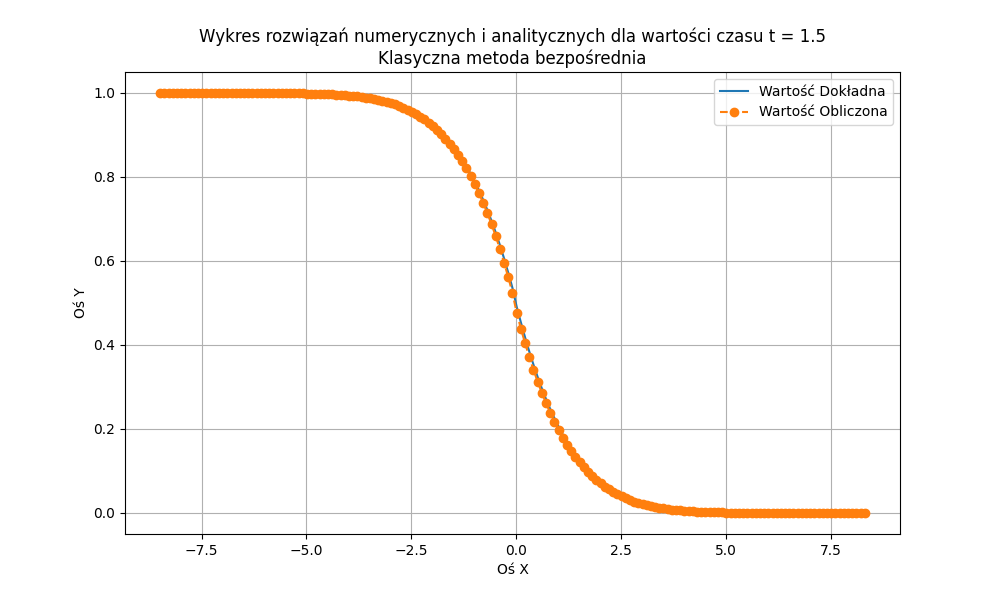 Wykres rozwiązań numerycznych i analitycznych dla wartości czasu t = 1.5
Klasyczna metoda bezpośrednia
Wartość Dokładna
Wartość Obliczona
1.0
0.8
0.6
0.4
0.2
0.0
Oś Y
−7.5 −5.0 −2.5 0.0 2.5 5.0 7.5
Oś X